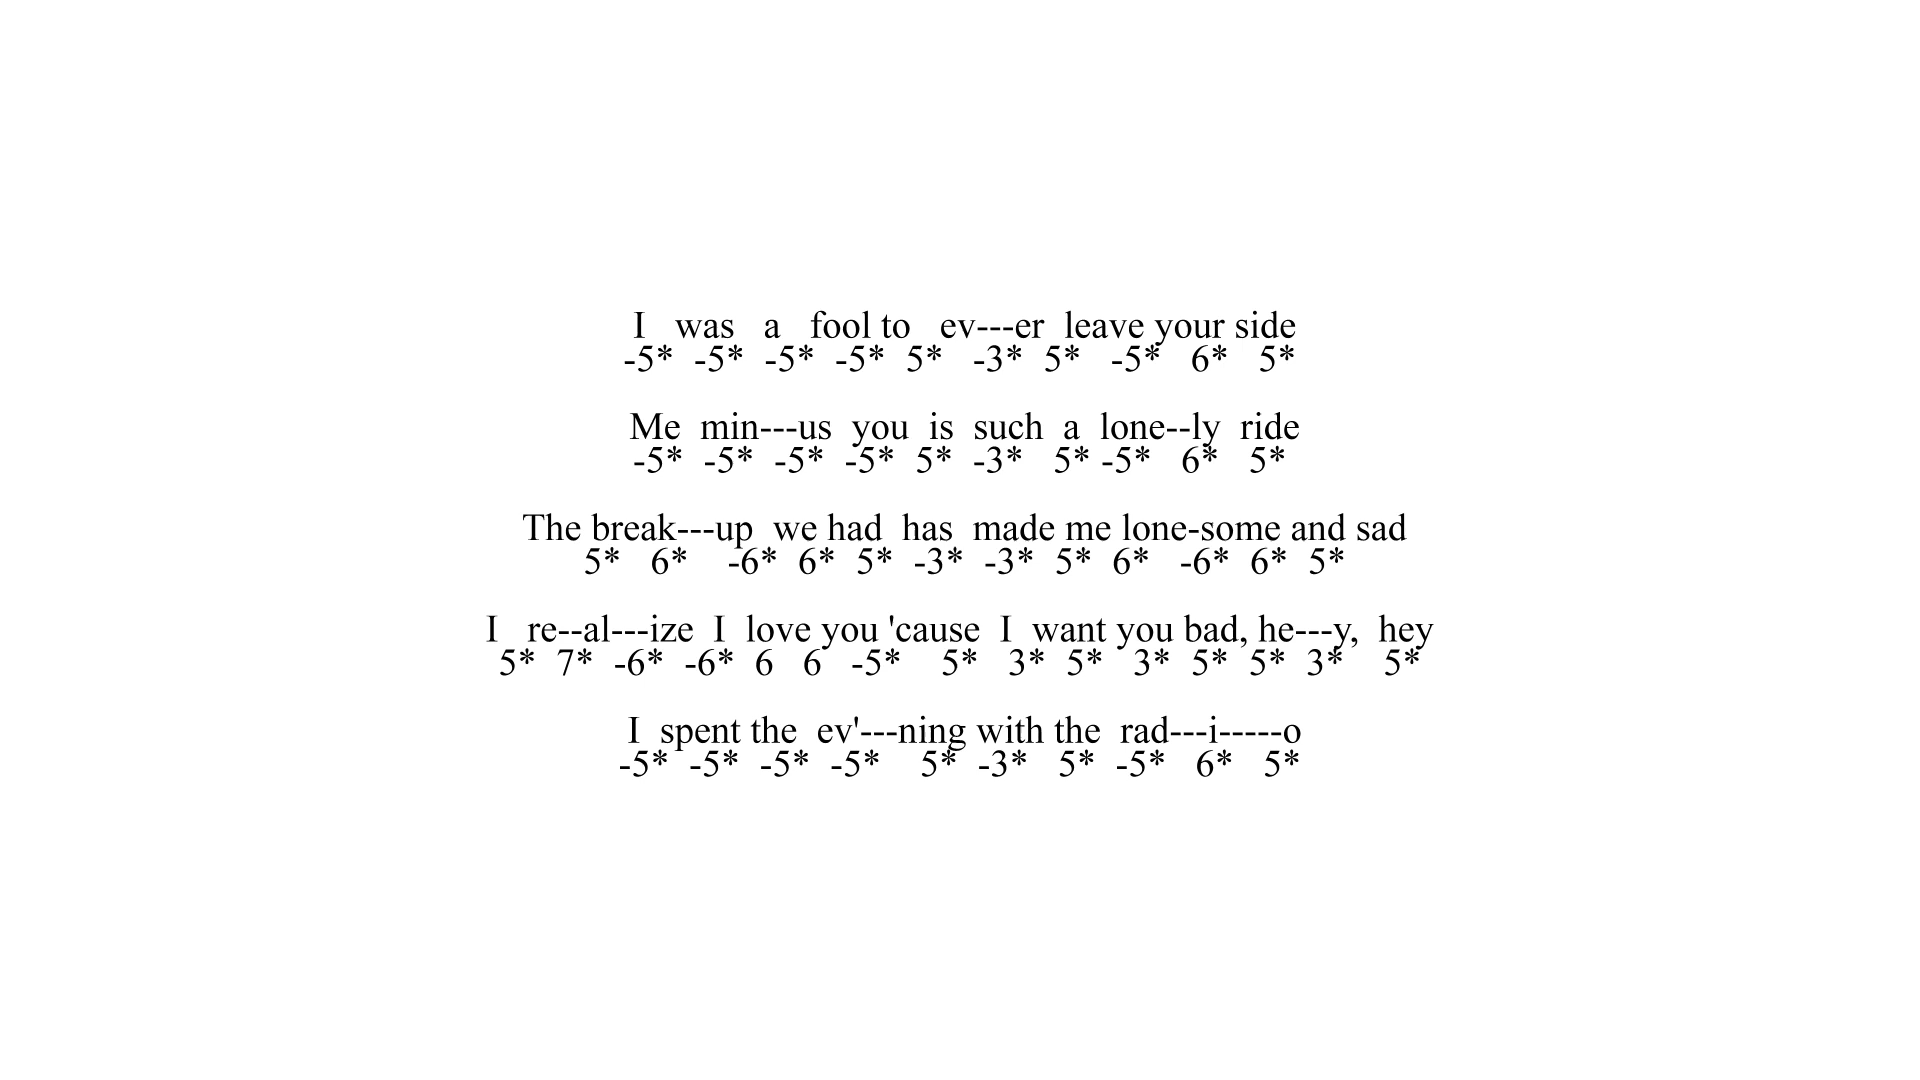 I was a fool to ev---er leave your side
-5* -5* -5* -5* 5* -3* 5* -5* 6* 5*
Me min---us you is such a lone--ly ride
-5* -5* -5* -5* 5* -3* 5* -5* 6* 5*
The break---up we had has made me lone-some and sad
5* 6* -6* 6* 5* -3* -3* 5* 6* -6* 6* 5*
I re--al---ize I love you 'cause I want you bad, he---y, hey
5* 7* -6* -6* 6 6 -5* 5* 3* 5* 3* 5* 5* 3* 5*
I spent the ev'---ning with the rad---i-----o
-5* -5* -5* -5* 5* -3* 5* -5* 6* 5*